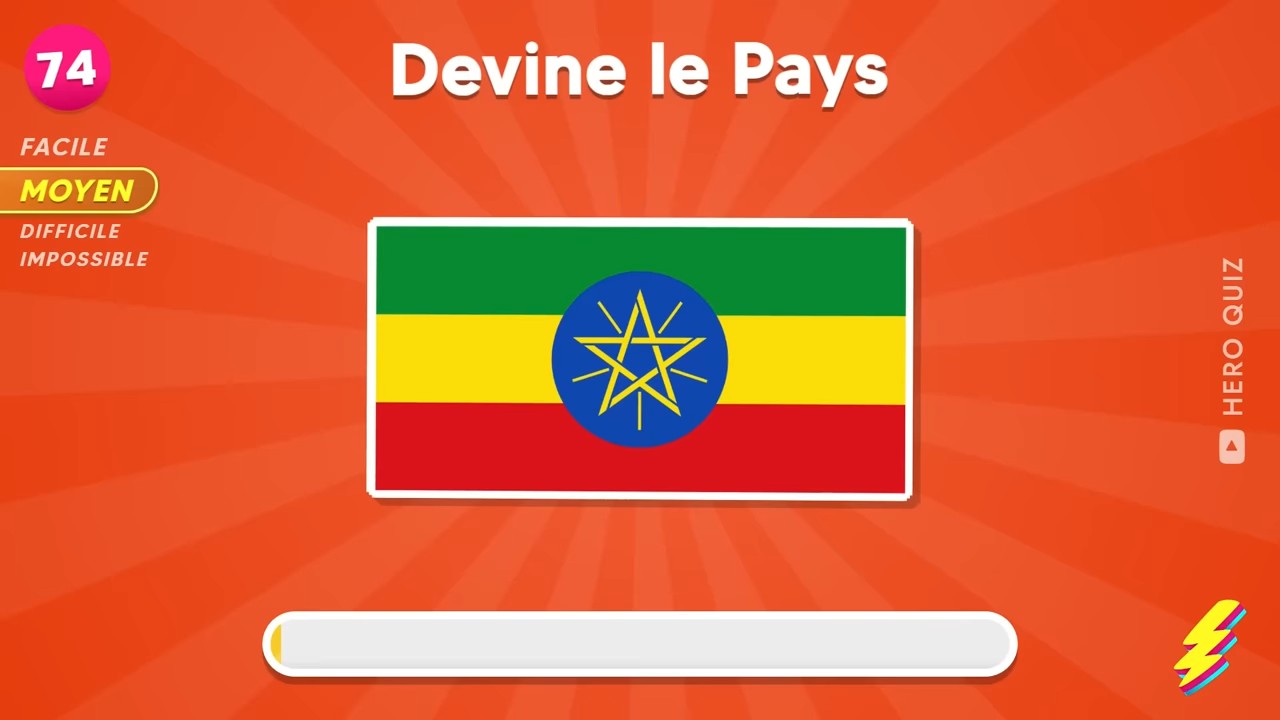 74
Devine le Pays
FACILE
MOYEN
DIFFICILE
IMPOSSIBLE
HERO QUIZ